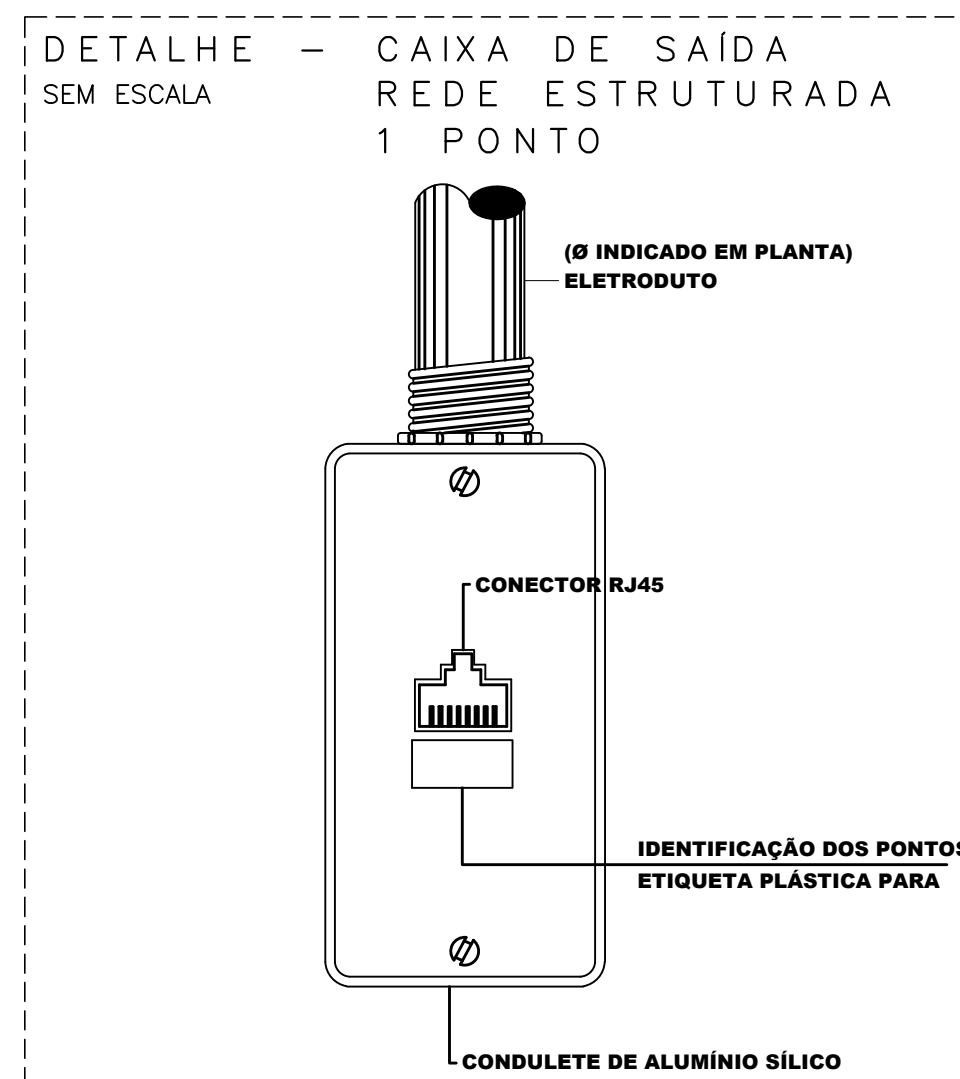 DETALHE – CAIXA DE SAÍDA
SEM ESCALA REDE ESTRUTURADA
1 PONTO
(Ø INDICADO EM PLANTA)
ELETRODUTO
CONECTOR RJ45
IDENTIFICAÇÃO DOS PONTOS
ETIQUETA PLÁSTICA PARA
CONDULETE DE ALUMÍNIO SÍLICO